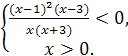 {(x−1)²(x−3)/x(x+3) < 0,
x > 0.